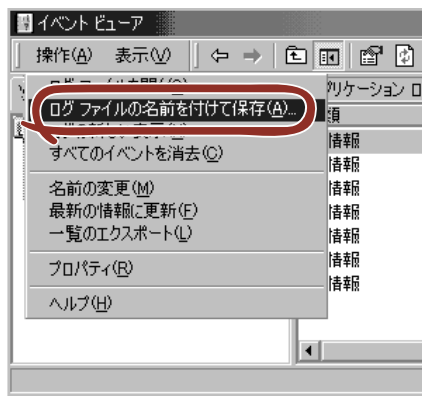 イベント ビューア
操作(A) 表示(V)
プリケーション ロ
ログ ファイルの名前を付けて保存(A)...
すべてのイベントを消去(C)
名前の変更(M)
最新の情報に更新(F)
一覧のエクスポート(L)
プロパティ(R)
ヘルプ(H)
類
情報
情報
情報
情報
情報
情報
情報